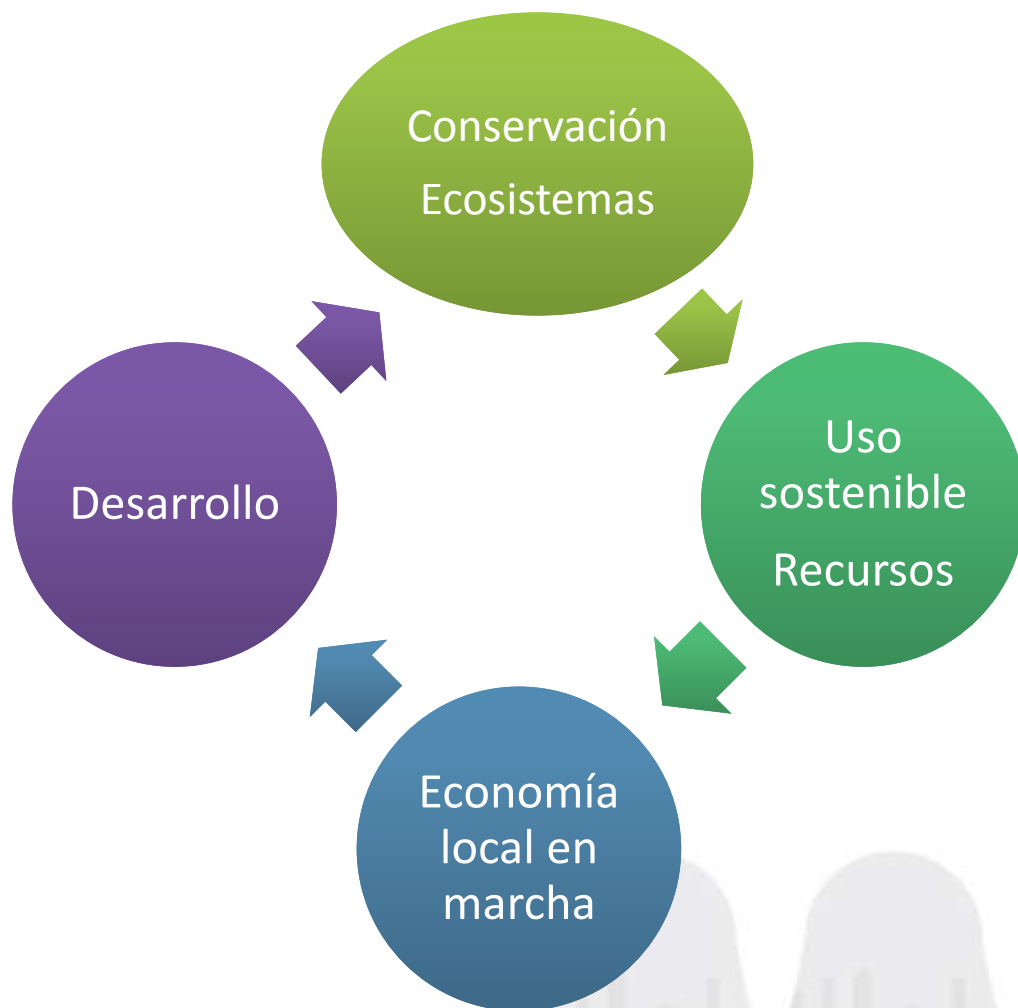 Conservación
Ecosistemas
Uso
sostenible
Recursos
Economía
local en
marcha
Desarrollo